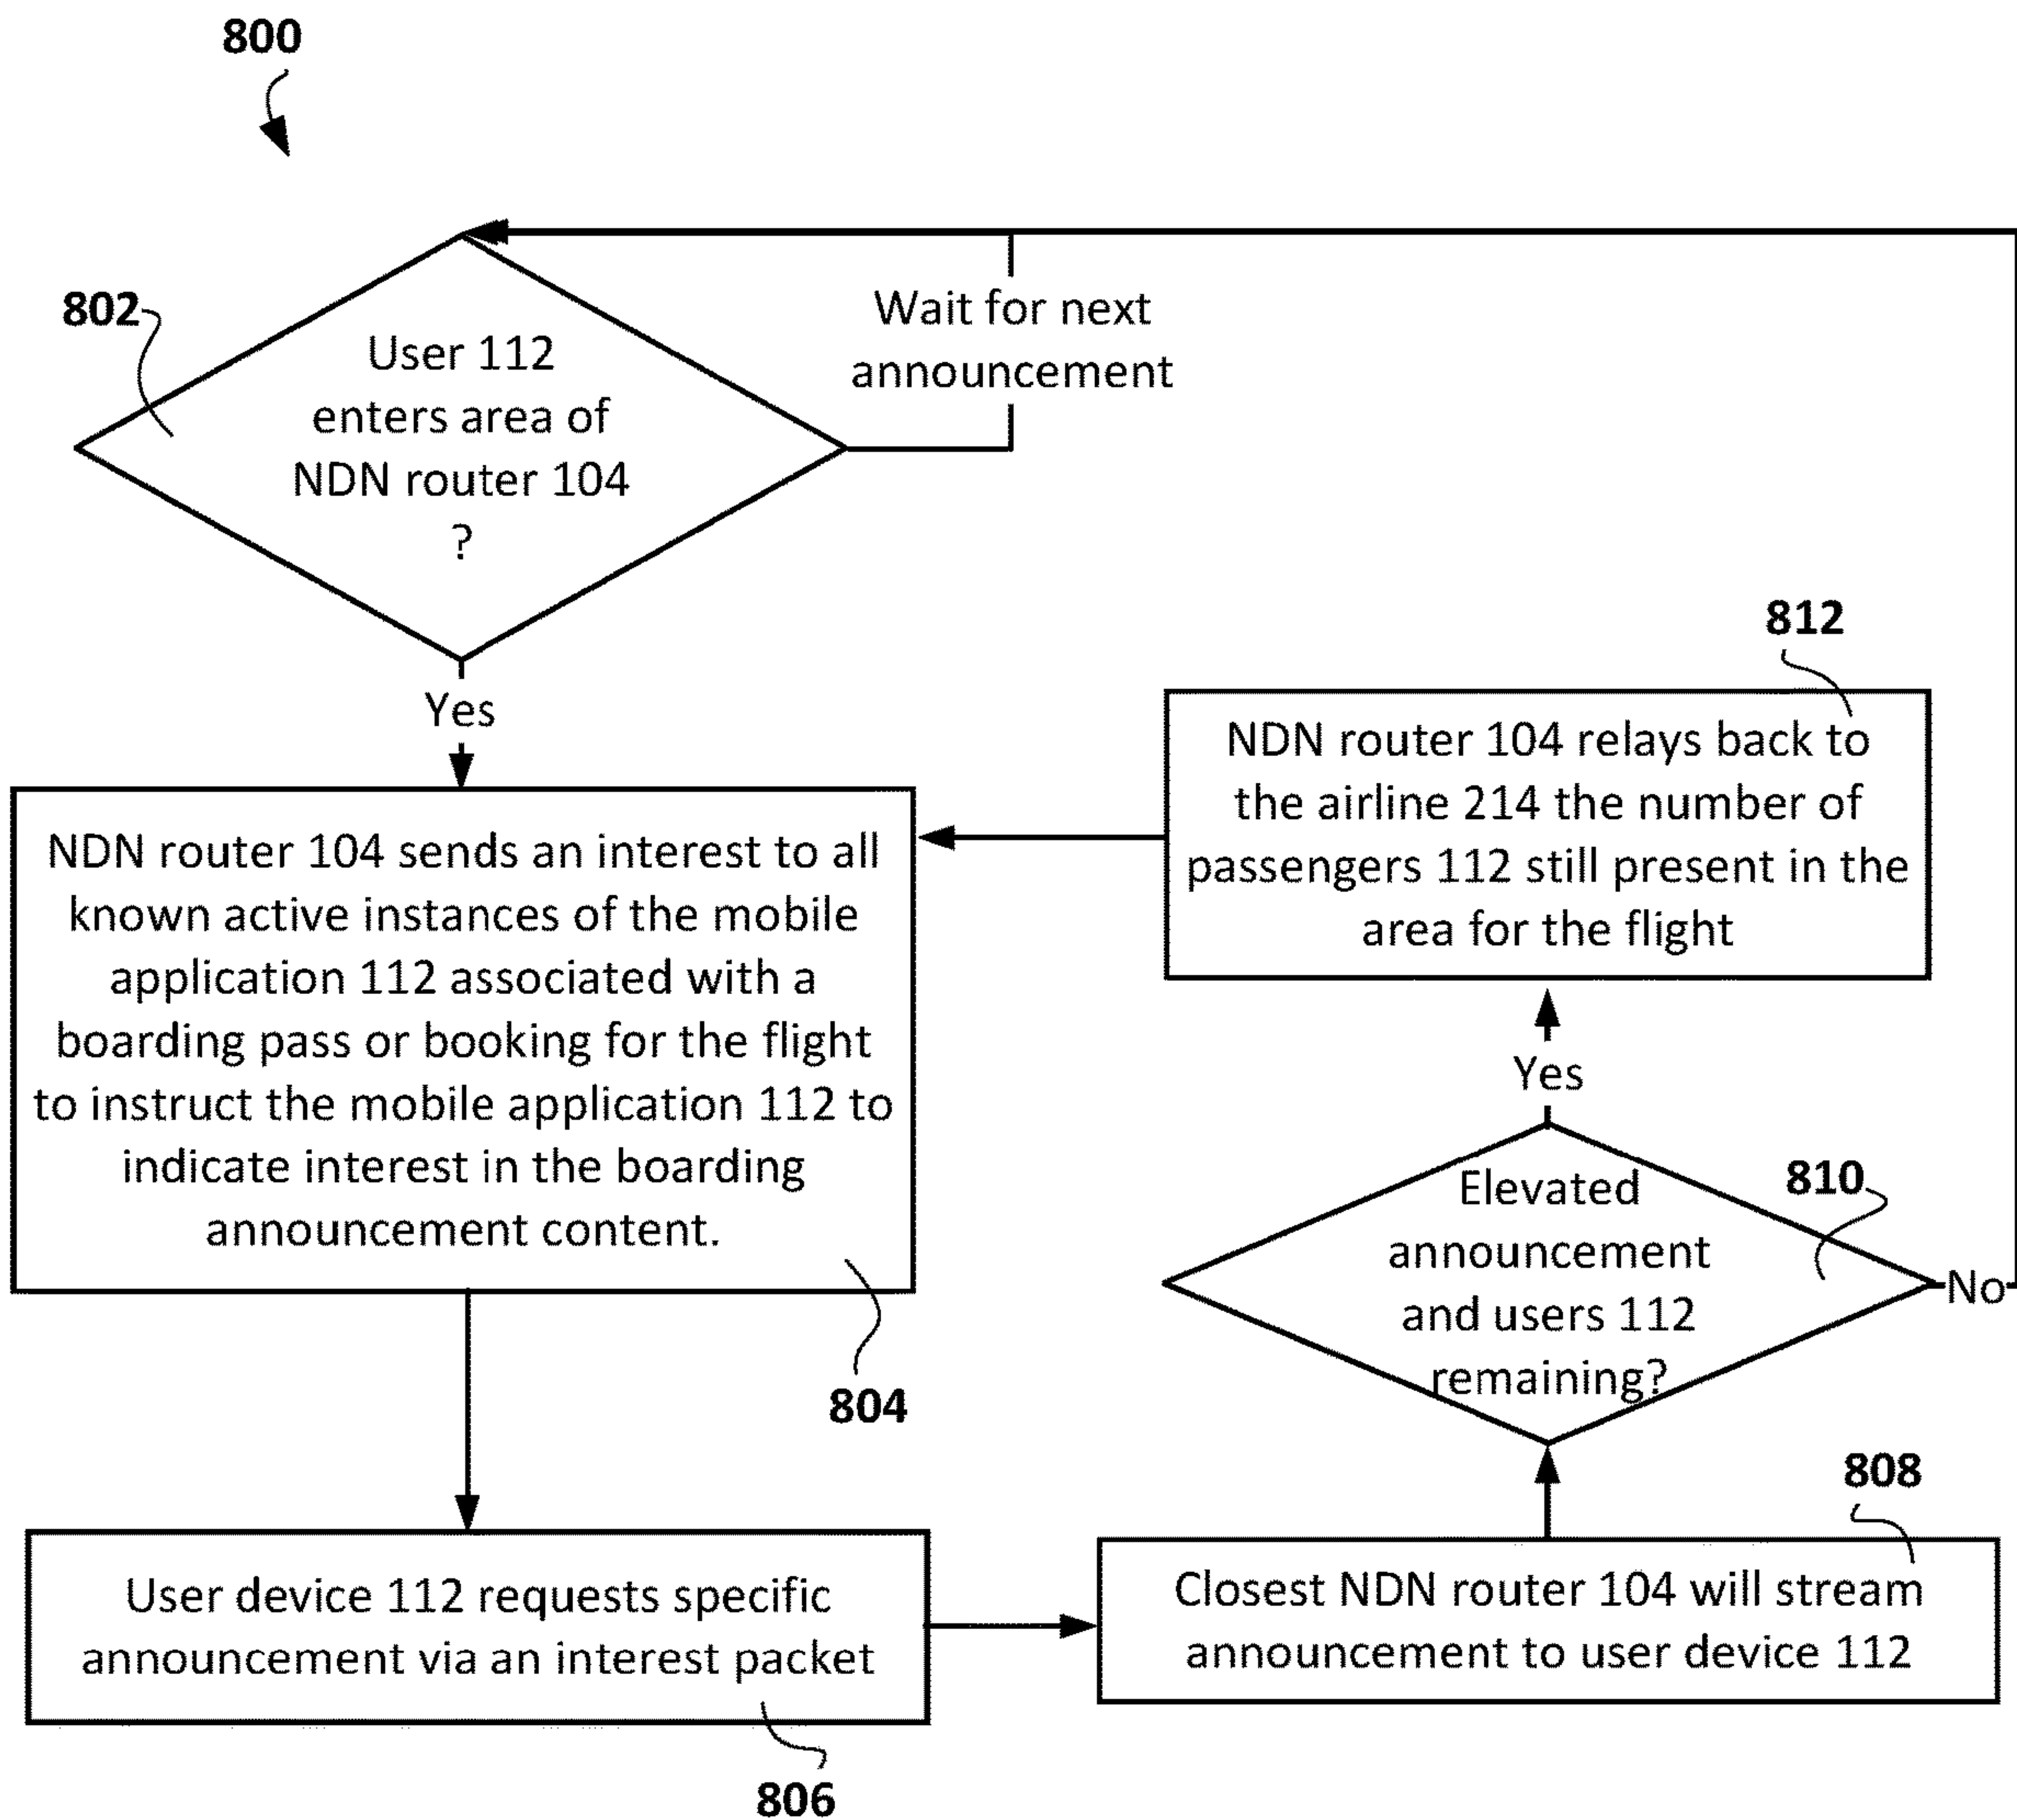 800
802
User 112
enters area of
NDN router 104
?
Wait for next
announcement
Yes
NDN router 104 sends an interest to all
known active instances of the mobile
application 112 associated with a
boarding pass or booking for the flight
to instruct the mobile application 112 to
indicate interest in the boarding
announcement content.
804
User device 112 requests specific
announcement via an interest packet
806
808
Closest NDN router 104 will stream
announcement to user device 112
810
Elevated
announcement
and users 112
remaining?
No
Yes
812
NDN router 104 relays back to
the airline 214 the number of
passengers 112 still present in the
area for the flight